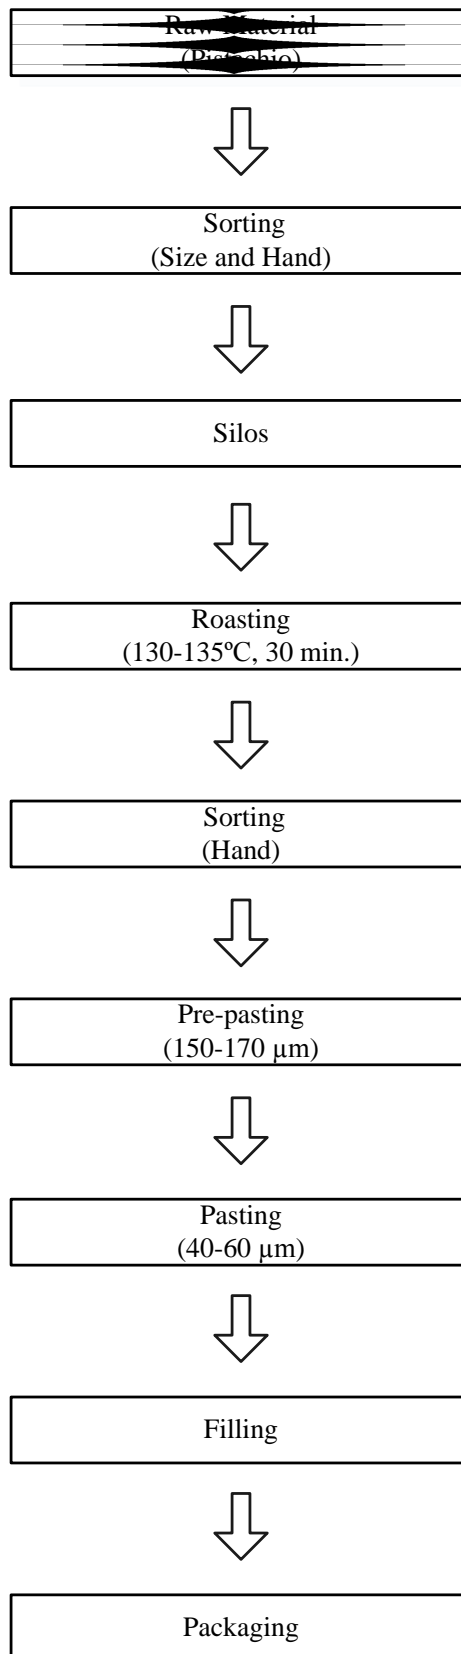 Raw Material
(Pistachio)
Sorting
(Size and Hand)
Silos
Roasting
(130-135ºC, 30 min.)
Sorting
(Hand)
Pre-pasting
(150-170 µm)
Pasting
(40-60 µm)
Filling
Packaging